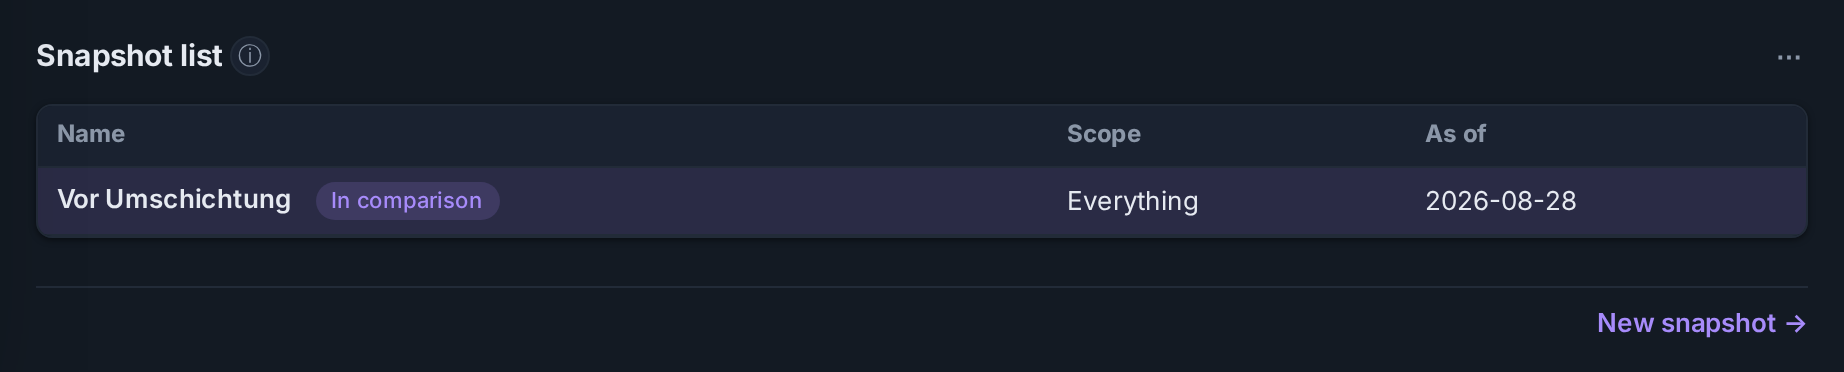 Snapshot list ⓘ
...
Name Scope As of
Vor Umschichtung In comparison Everything 2026-08-28
New snapshot →